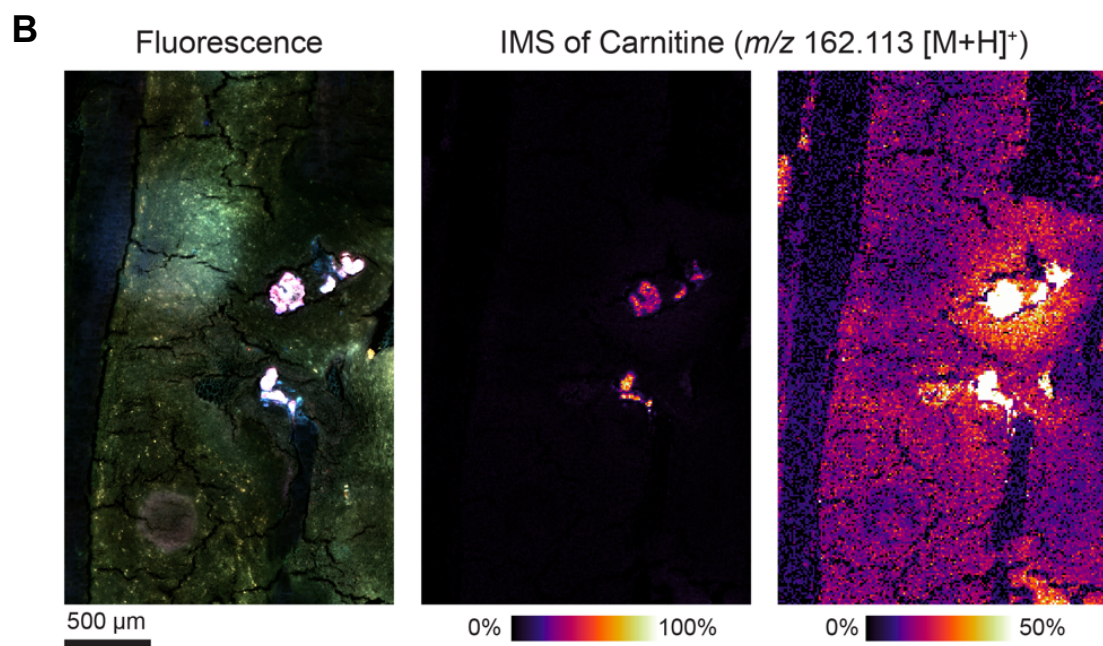 B
Fluorescence
IMS of Carnitine (m/z 162.113 [M+H]⁺)
500 µm
0% 100%
0% 50%